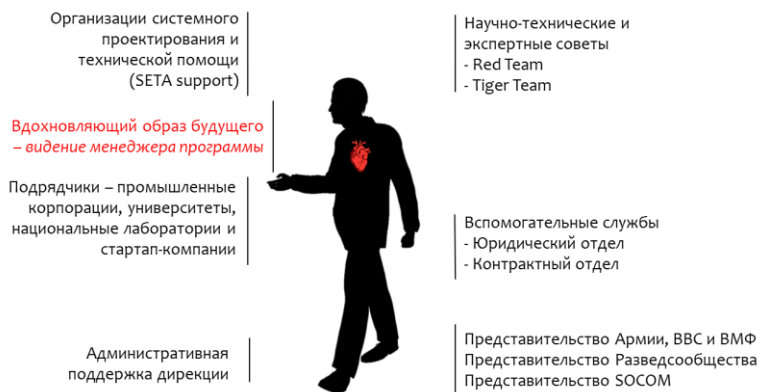 Организации системного
проектирования и
технической помощи
(SETA support)
Вдохновляющий образ будущего
– видение менеджера программы
Подрядчики – промышленные
корпорации, университеты,
национальные лаборатории и
стартап-компании
Административная
поддержка дирекции
Научно-технические и
экспертные советы
- Red Team
- Tiger Team
Вспомогательные службы
- Юридический отдел
- Контрактный отдел
Представительство Армии, ВВС и ВМФ
Представительство Разведсообщества
Представительство SOCOM